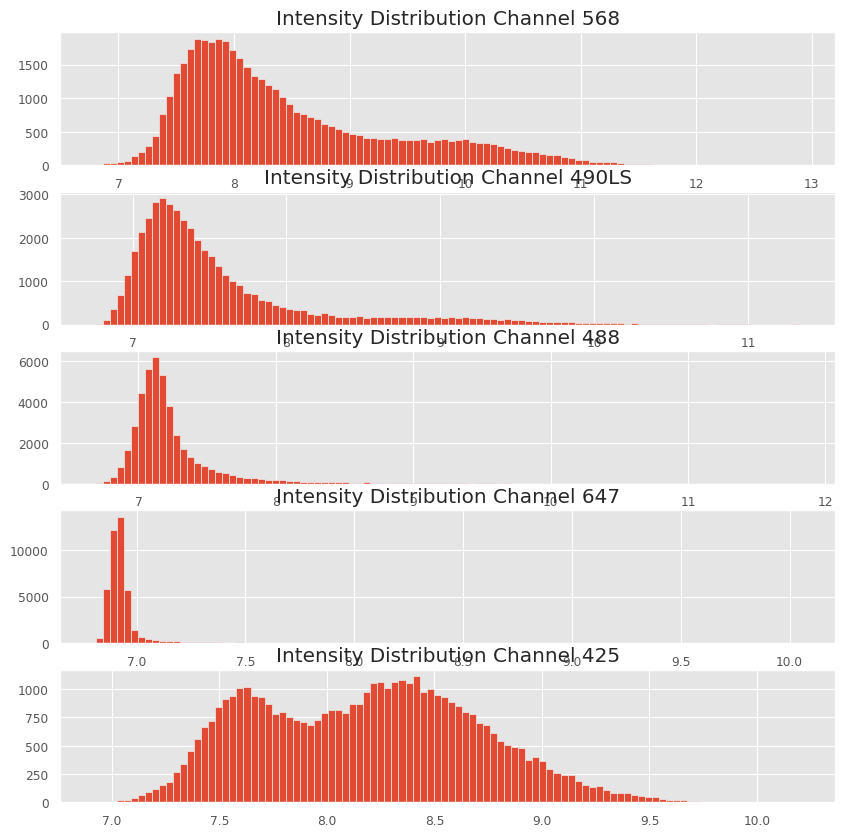 Intensity Distribution Channel 568
1500
1000
500
0
7 8 9 10 11 12 13
Intensity Distribution Channel 490LS
3000
2000
1000
0
7 8 9 10 11
Intensity Distribution Channel 488
6000
4000
2000
0
7 8 9 10 11 12
Intensity Distribution Channel 647
10000
5000
0
7.0 7.5 8.0 8.5 9.0 9.5 10.0
Intensity Distribution Channel 425
1000
750
500
250
0
7.0 7.5 8.0 8.5 9.0 9.5 10.0